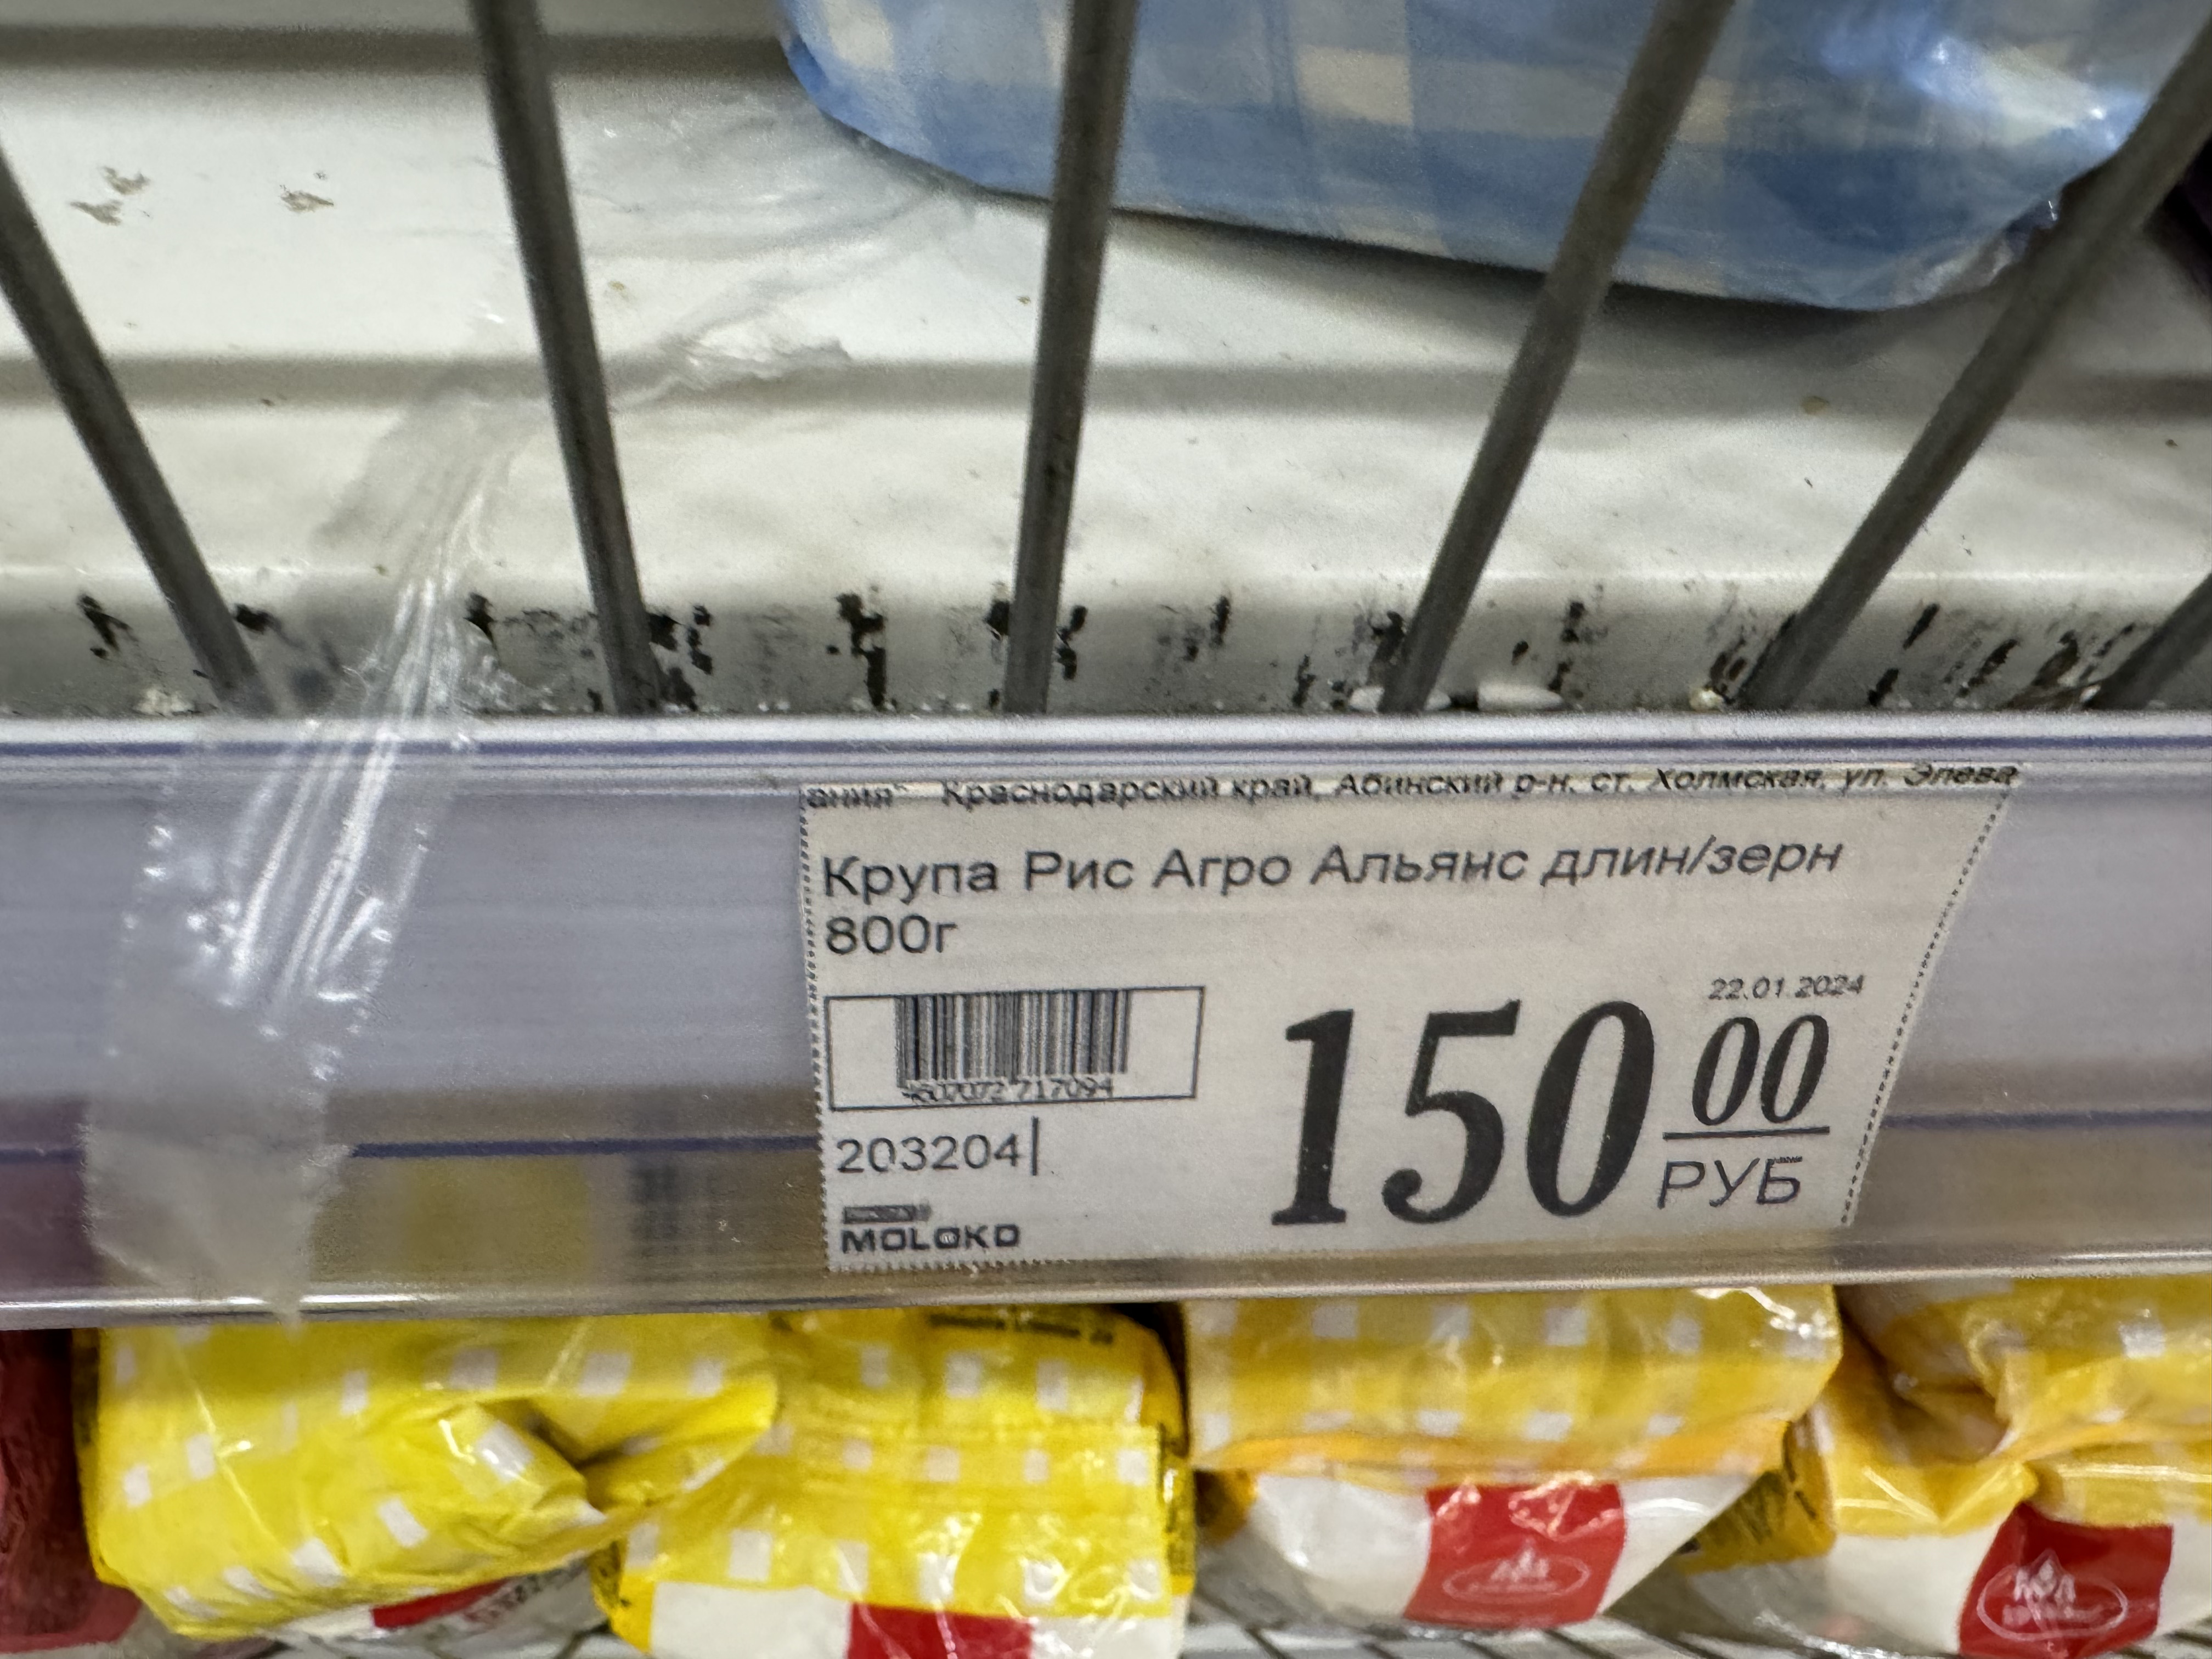 ания" Краснодарский край, Абинский р-н, ст. Холмская, ул. Элева
Крупа Рис Агро Альянс длин/зерн
800г
22.01.2024
150 00
РУБ
4607072 717094
203204|
MOLOKO